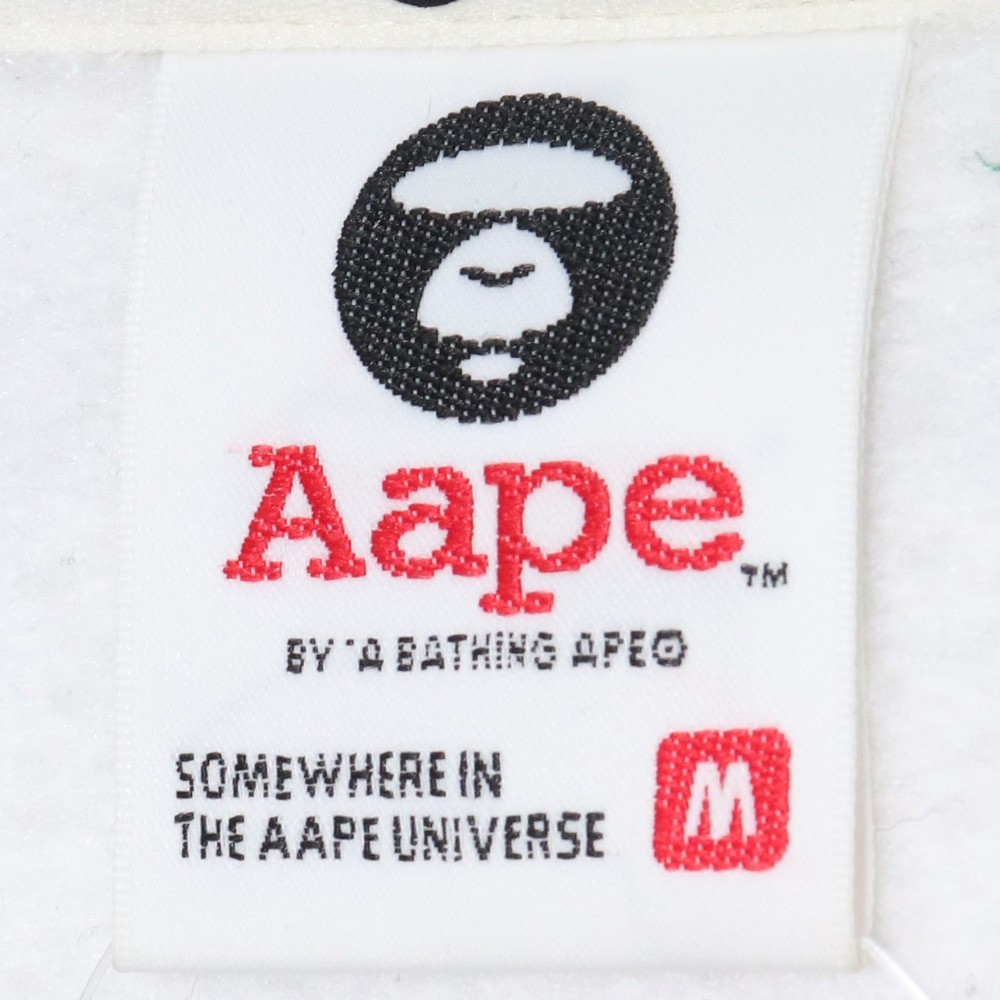 Aape™
BY *A BATHING APE®
SOMEWHERE IN
THE AAPE UNIVERSE
M